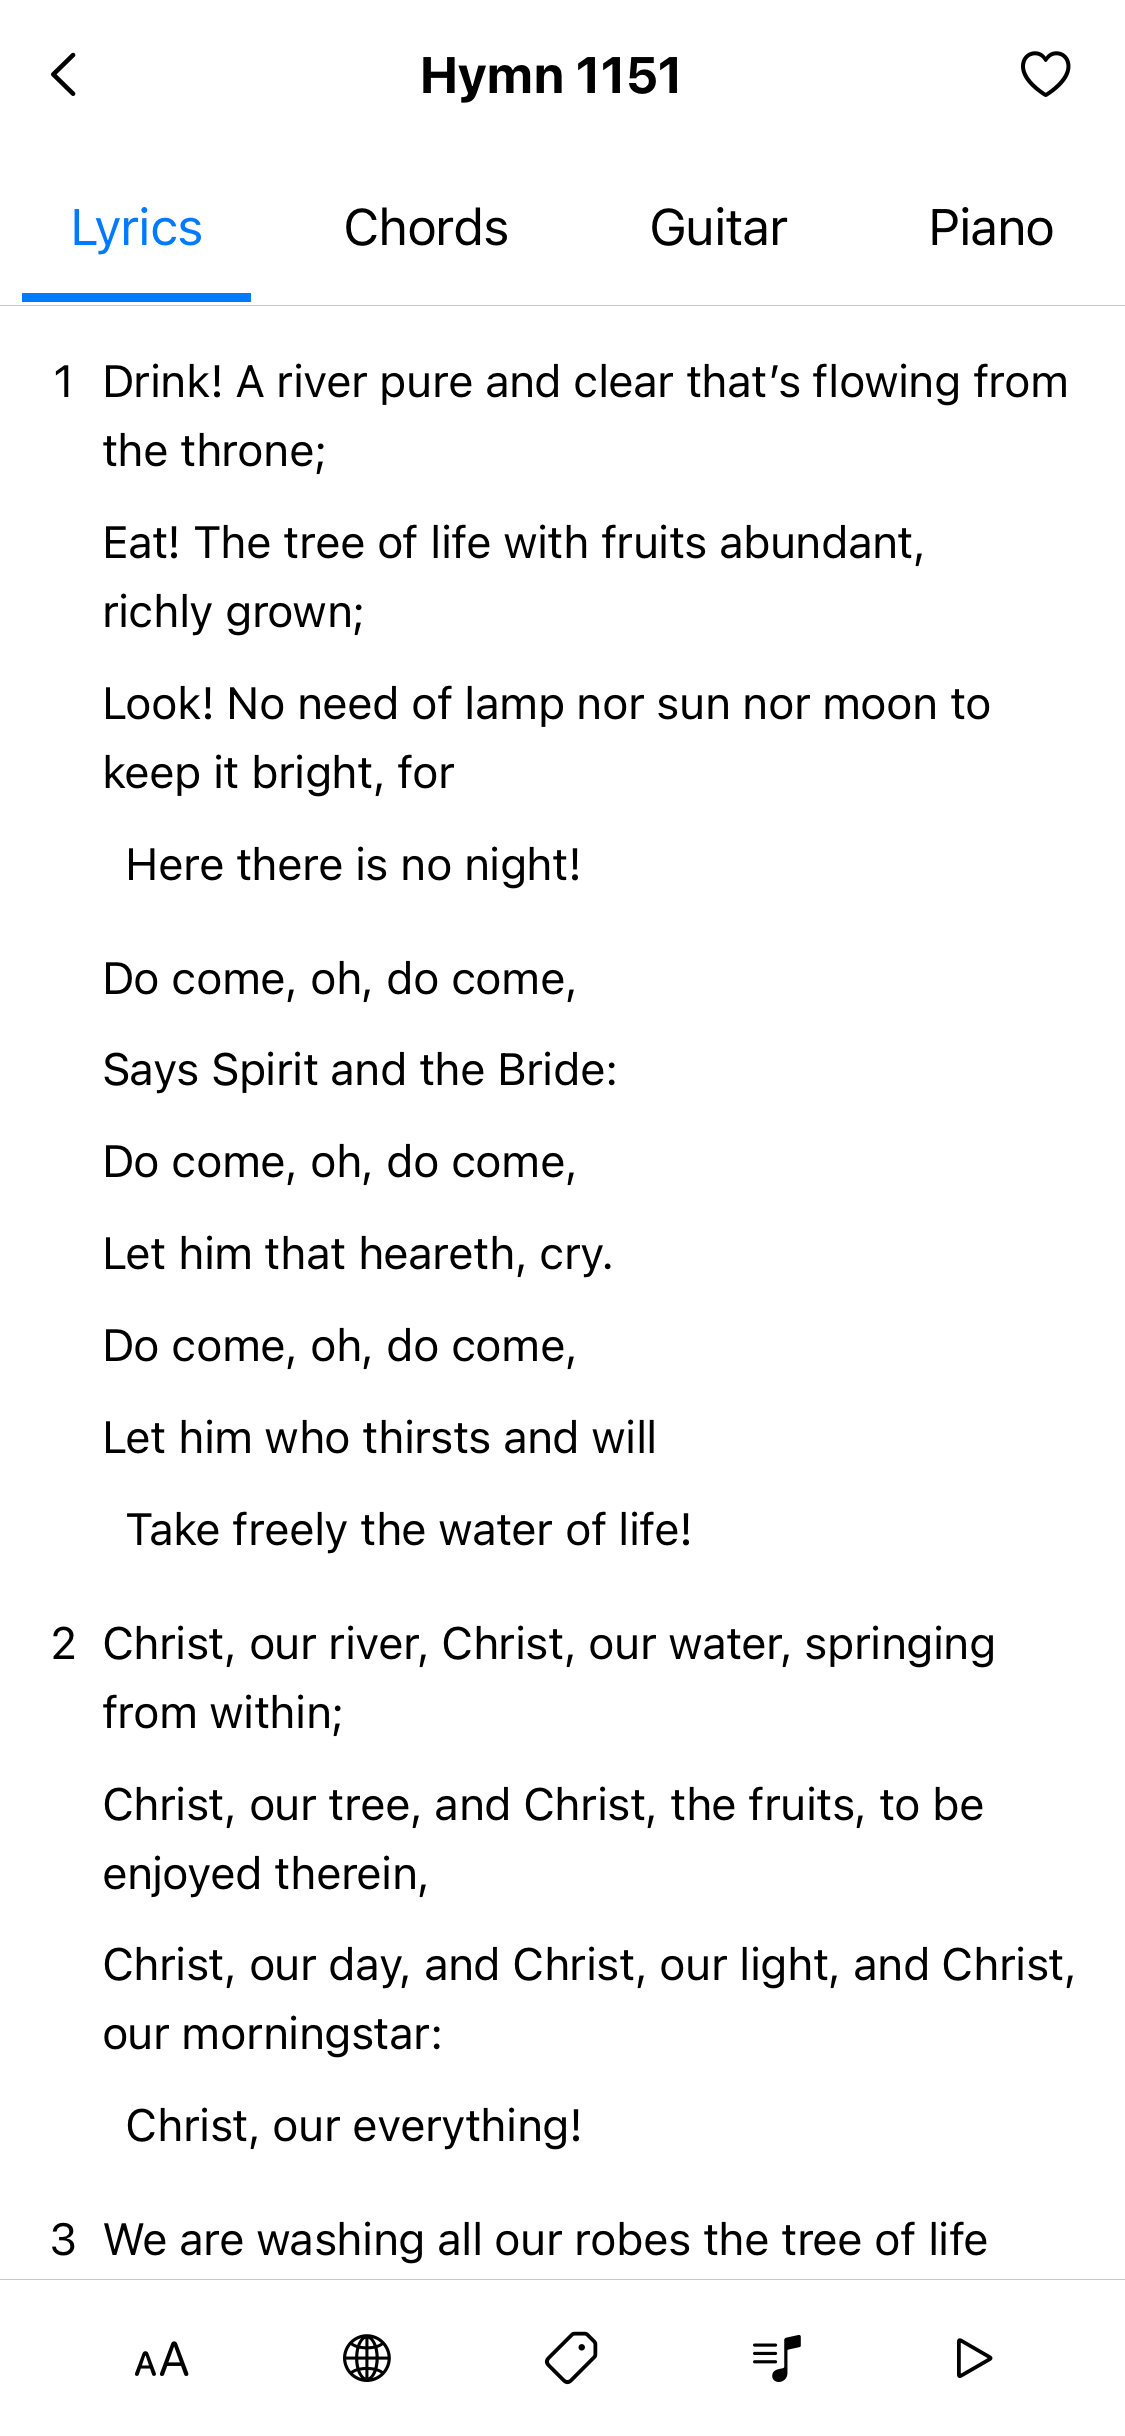 Hymn 1151
Lyrics
Chords
Guitar
Piano
1 Drink! A river pure and clear that’s flowing from
the throne;
Eat! The tree of life with fruits abundant,
richly grown;
Look! No need of lamp nor sun nor moon to
keep it bright, for
Here there is no night!
Do come, oh, do come,
Says Spirit and the Bride:
Do come, oh, do come,
Let him that heareth, cry.
Do come, oh, do come,
Let him who thirsts and will
Take freely the water of life!
2 Christ, our river, Christ, our water, springing
from within;
Christ, our tree, and Christ, the fruits, to be
enjoyed therein,
Christ, our day, and Christ, our light, and Christ,
our morningstar:
Christ, our everything!
3 We are washing all our robes the tree of life
AA